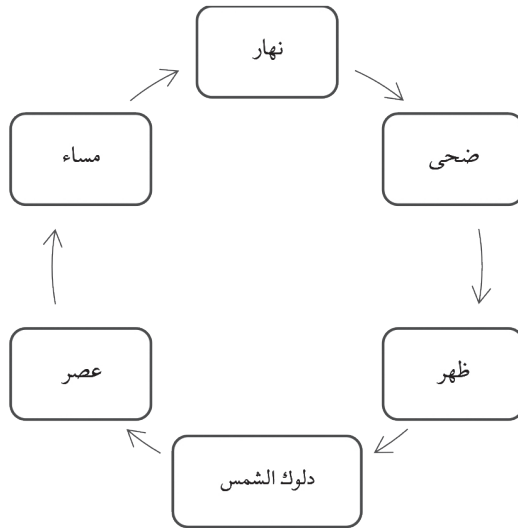 نهار
ضحى
ظهر
دلوك الشمس
عصر
مساء